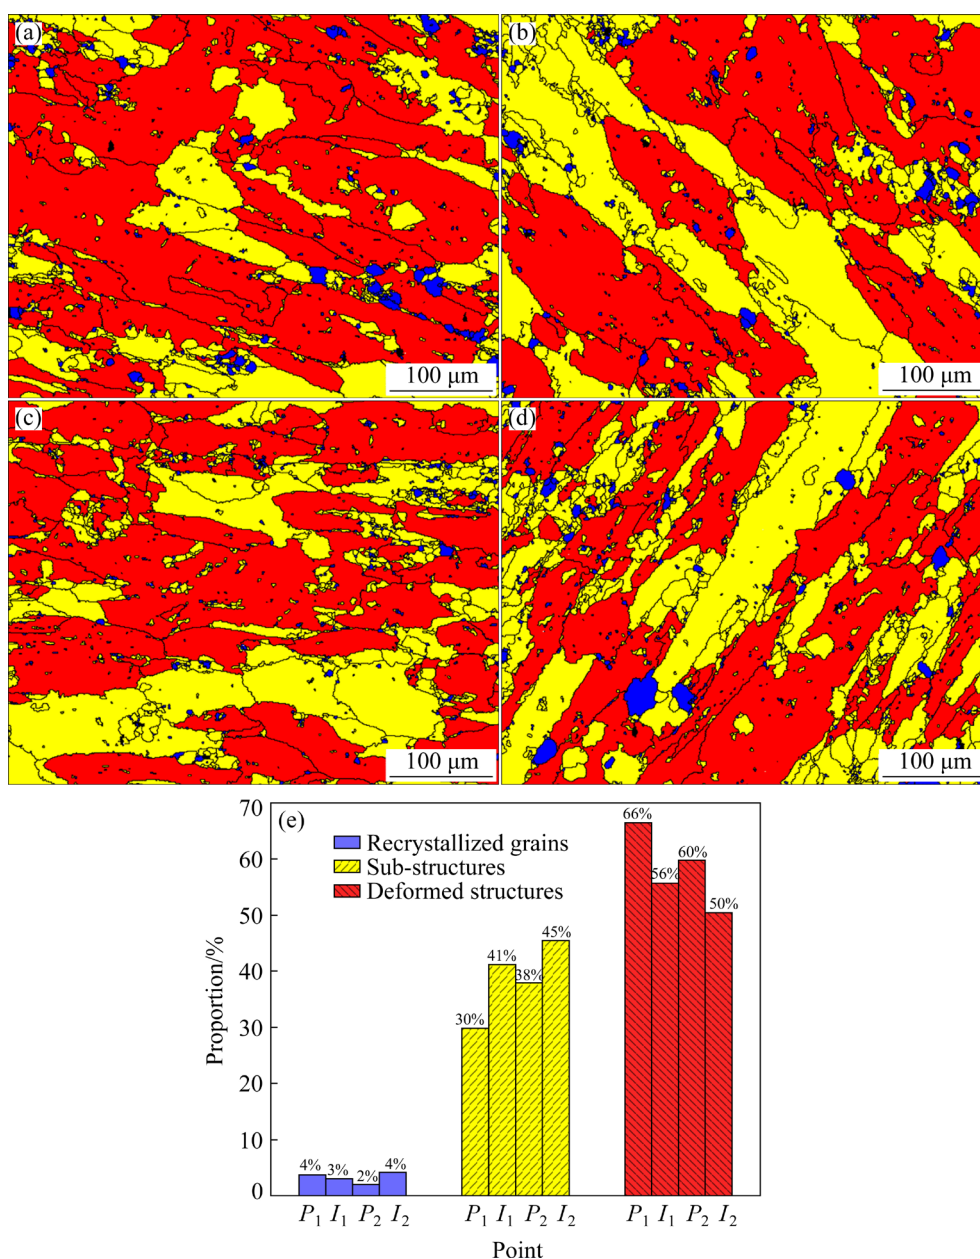 (a)
(b)
100 μm
100 μm
(c)
(d)
100 μm
100 μm
(e)
Recrystallized grains
Sub-structures
Deformed structures
Proportion/%
70
60
50
40
30
20
10
0
4%
3%
2%
4%
30%
41%
38%
45%
66%
56%
60%
50%
P₁ I₁ P₂ I₂
P₁ I₁ P₂ I₂
P₁ I₁ P₂ I₂
Point